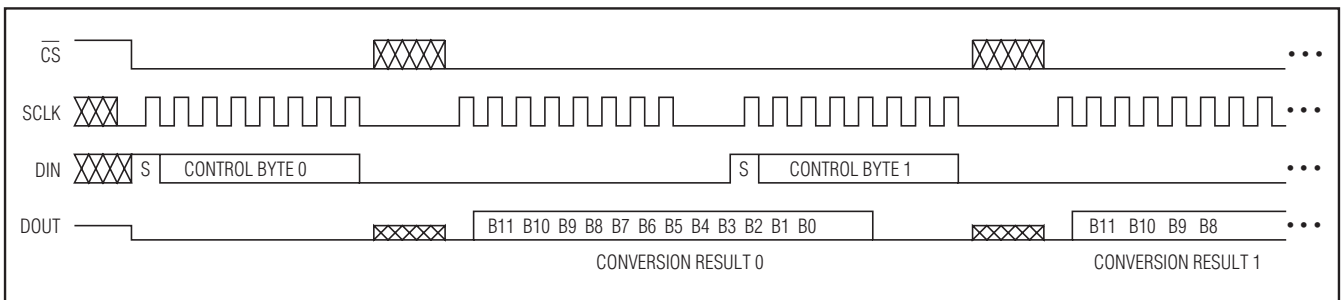 CS
SCLK
DIN S CONTROL BYTE 0 S CONTROL BYTE 1
DOUT B11 B10 B9 B8 B7 B6 B5 B4 B3 B2 B1 B0 B11 B10 B9 B8
CONVERSION RESULT 0 CONVERSION RESULT 1